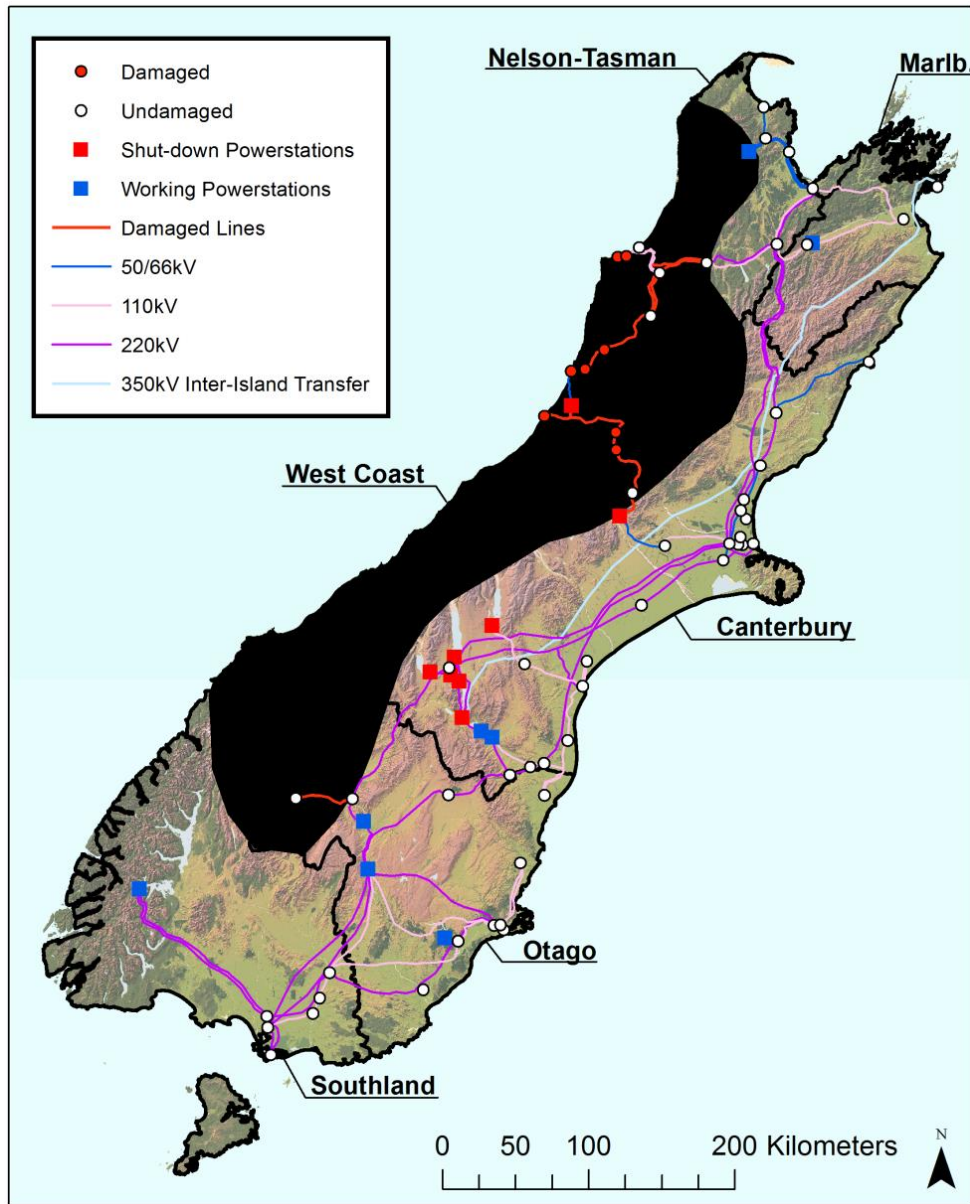 Nelson-Tasman
Marlb.
Damaged
Undamaged
Shut-down Powerstations
Working Powerstations
Damaged Lines
50/66kV
110kV
220kV
350kV Inter-Island Transfer
West Coast
Canterbury
Otago
Southland
0 50 100 200 Kilometers
N